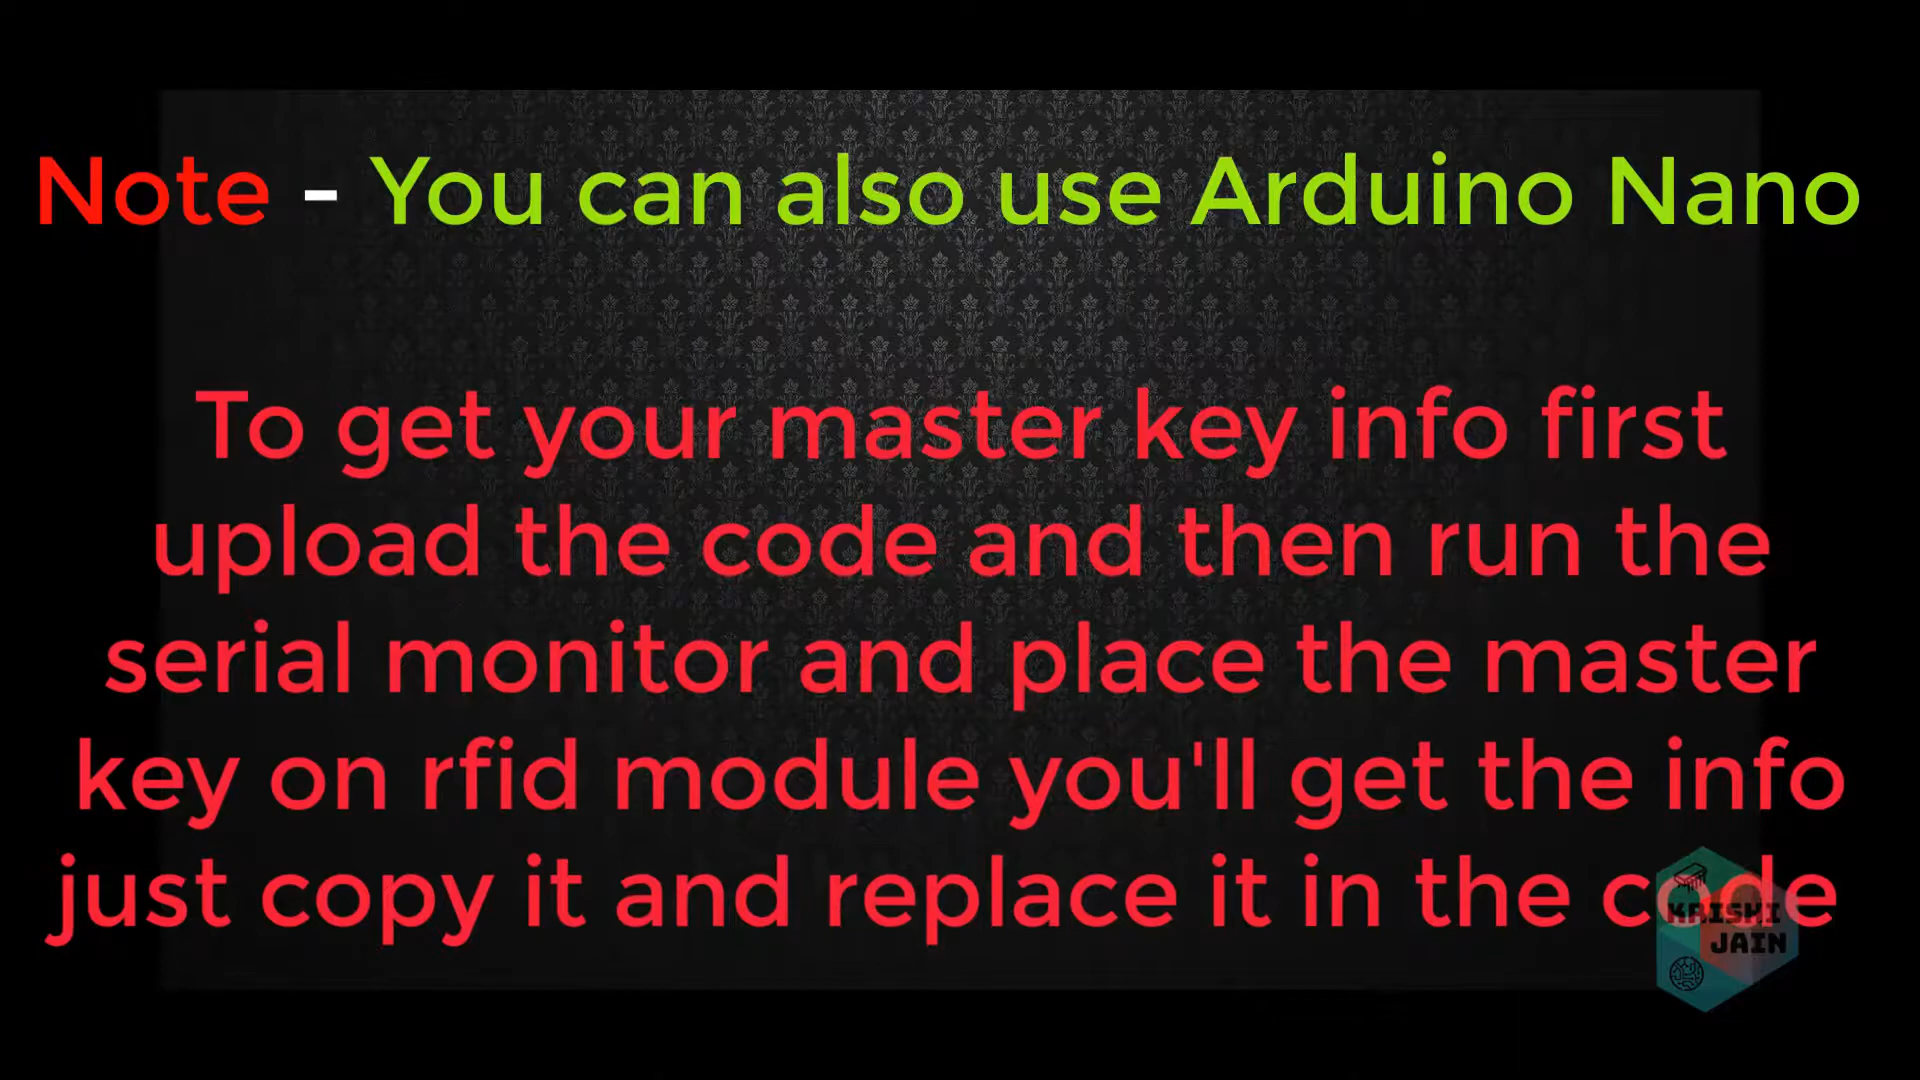 Note - You can also use Arduino Nano
To get your master key info first
upload the code and then run the
serial monitor and place the master
key on rfid module you'll get the info
just copy it and replace it in the code
KRISHI
JAIN